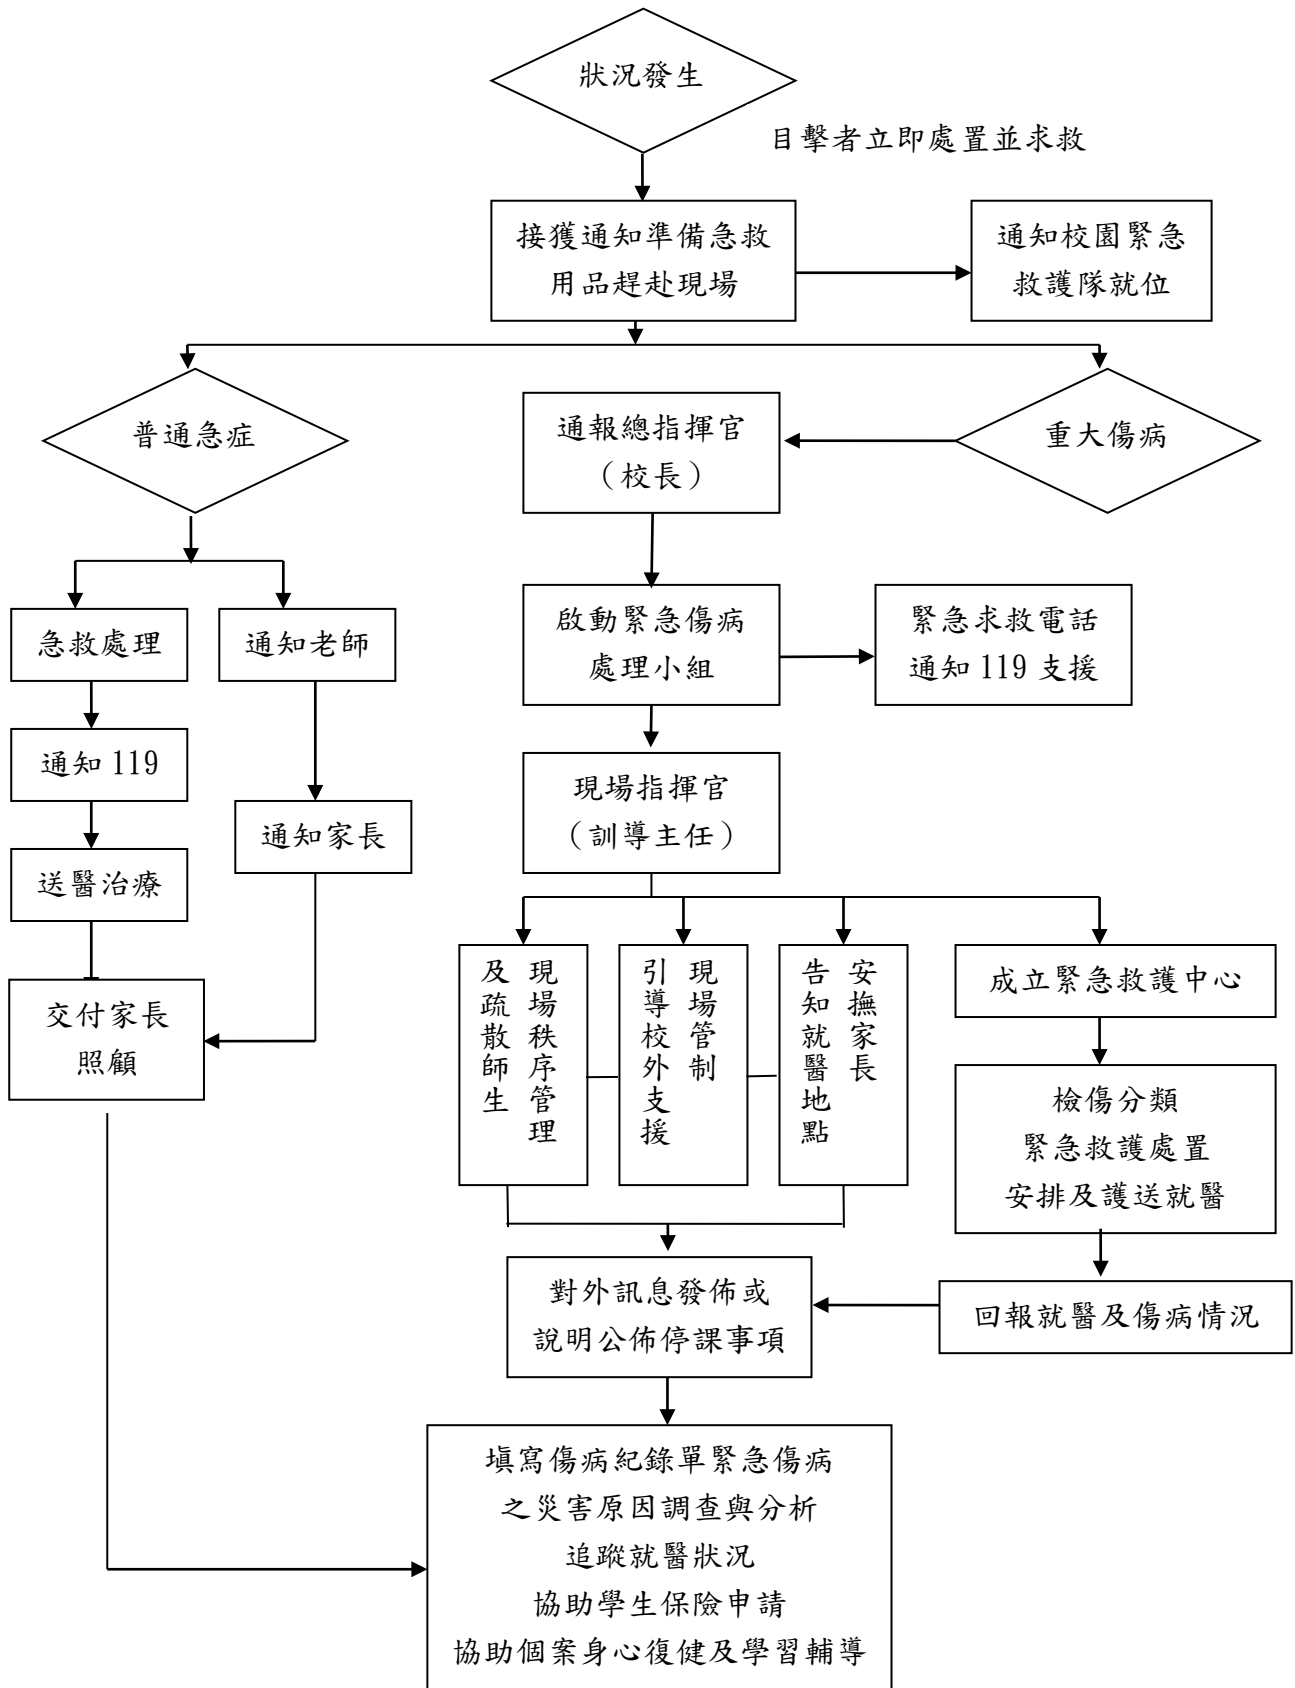 狀況發生
目擊者立即處置並求救
接獲通知準備急救
用品趕赴現場
通知校園緊急
救護隊就位
普通急症
通報總指揮官
（校長）
重大傷病
急救處理
通知老師
啟動緊急傷病
處理小組
緊急求救電話
通知 119 支援
通知 119
通知家長
現場指揮官
（訓導主任）
送醫治療
交付家長
照顧
現場秩序管理
及疏散師生
現場管制
引導校外支援
安撫家長
告知就醫地點
成立緊急救護中心
檢傷分類
緊急救護處置
安排及護送就醫
對外訊息發佈或
說明公佈停課事項
回報就醫及傷病情況
填寫傷病紀錄單緊急傷病
之災害原因調查與分析
追蹤就醫狀況
協助學生保險申請
協助個案身心復健及學習輔導